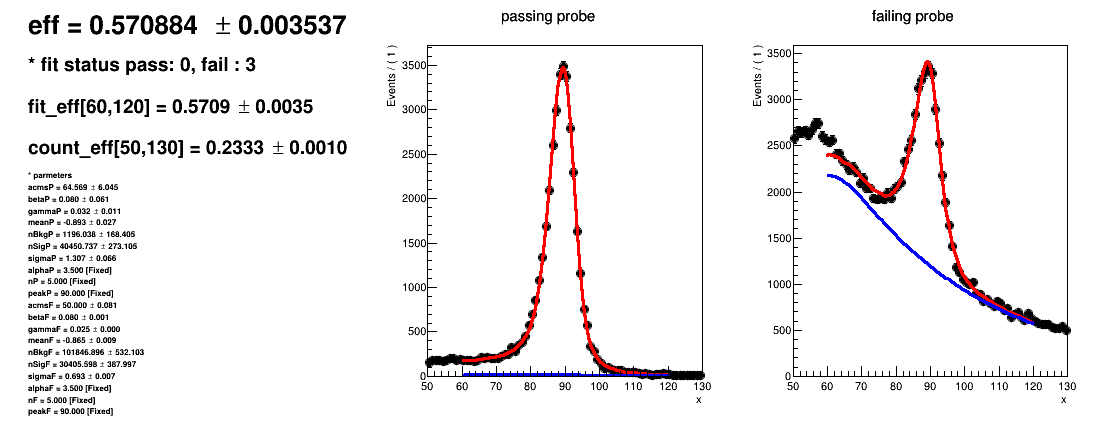 eff = 0.570884 ± 0.003537
* fit status pass: 0, fail : 3
fit_eff[60,120] = 0.5709 ± 0.0035
count_eff[50,130] = 0.2333 ± 0.0010
* parmeters
acmsP = 64.569 ± 6.045
betaP = 0.080 ± 0.061
gammaP = 0.032 ± 0.011
meanP = -0.893 ± 0.027
nBkgP = 1196.038 ± 168.405
nSigP = 40450.737 ± 273.105
sigmaP = 1.307 ± 0.066
alphaP = 3.500 [Fixed]
nP = 5.000 [Fixed]
peakP = 90.000 [Fixed]
acmsF = 50.000 ± 0.081
betaF = 0.080 ± 0.001
gammaF = 0.025 ± 0.000
meanF = -0.865 ± 0.009
nBkgF = 101846.896 ± 532.103
nSigF = 30405.598 ± 387.997
sigmaF = 0.693 ± 0.007
alphaF = 3.500 [Fixed]
nF = 5.000 [Fixed]
peakF = 90.000 [Fixed]
passing probe
Events / ( 1 )
3500
3000
2500
2000
1500
1000
500
0
50 60 70 80 90 100 110 120 130
x
failing probe
Events / ( 1 )
3500
3000
2500
2000
1500
1000
500
0
50 60 70 80 90 100 110 120 130
x